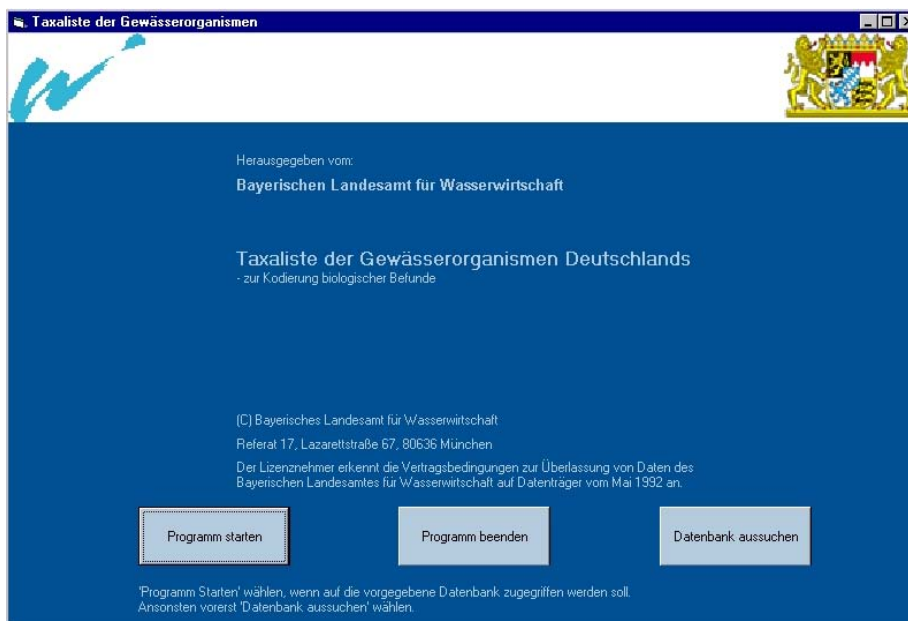 Taxaliste der Gewässerorganismen
Herausgegeben vom:
Bayerischen Landesamt für Wasserwirtschaft
Taxaliste der Gewässerorganismen Deutschlands
- zur Kodierung biologischer Befunde
(C) Bayerisches Landesamt für Wasserwirtschaft
Referat 17, Lazarettstraße 67, 80636 München
Der Lizenznehmer erkennt die Vertragsbedingungen zur Überlassung von Daten des
Bayerischen Landesamtes für Wasserwirtschaft auf Datenträger vom Mai 1992 an.
Programm starten
Programm beenden
Datenbank aussuchen
'Programm Starten' wählen, wenn auf die vorgegebene Datenbank zugegriffen werden soll.
Ansonsten vorerst 'Datenbank aussuchen' wählen.